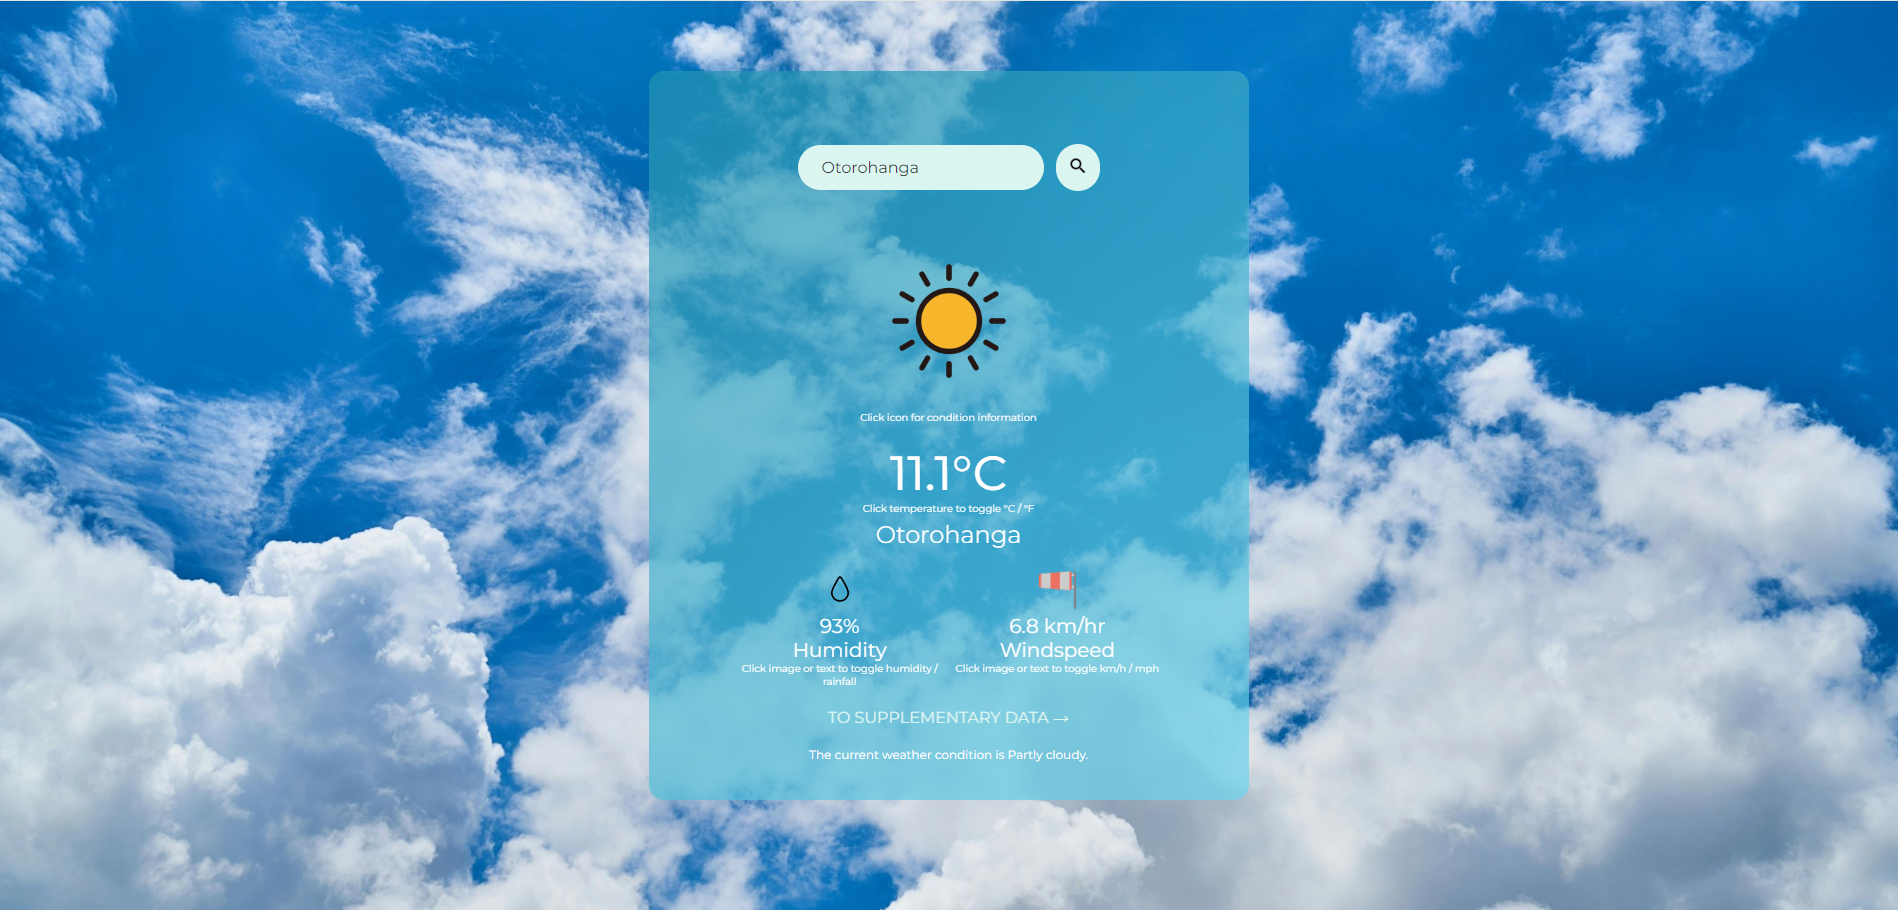 Otorohanga
Click icon for condition information
11.1°C
Click temperature to toggle °C / °F
Otorohanga
93%
Humidity
Click image or text to toggle humidity /
rainfall
6.8 km/hr
Windspeed
Click image or text to toggle km/h / mph
TO SUPPLEMENTARY DATA →
The current weather condition is Partly cloudy.